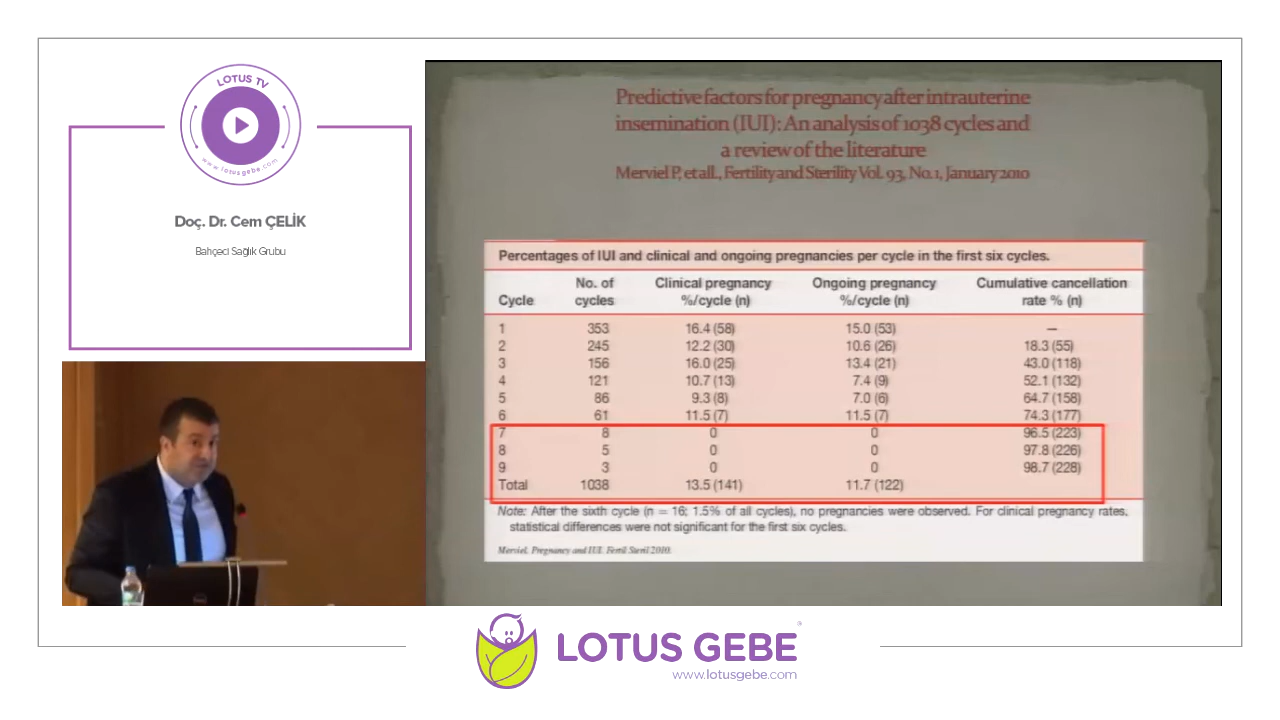 LOTUS TV
www.lotusgebe.com
Doç. Dr. Cem ÇELİK
Bahçeci Sağlık Grubu
Predictive factors for pregnancy after intrauterine
insemination (IUI): An analysis of 1038 cycles and
a review of the literature
Merviel P, et all., Fertility and Sterility Vol. 93, No.1, January 2010
Percentages of IUI and clinical and ongoing pregnancies per cycle in the first six cycles.
Cycle No. of cycles Clinical pregnancy %/cycle (n) Ongoing pregnancy %/cycle (n) Cumulative cancellation rate % (n)
1 353 16.4 (58) 15.0 (53) —
2 245 12.2 (30) 10.6 (26) 18.3 (55)
3 156 16.0 (25) 13.4 (21) 43.0 (118)
4 121 10.7 (13) 7.4 (9) 52.1 (132)
5 86 9.3 (8) 7.0 (6) 64.7 (158)
6 61 11.5 (7) 11.5 (7) 74.3 (177)
7 8 0 0 96.5 (223)
8 5 0 0 97.8 (226)
9 3 0 0 98.7 (228)
Total 1038 13.5 (141) 11.7 (122)
Note: After the sixth cycle (n = 16; 1.5% of all cycles), no pregnancies were observed. For clinical pregnancy rates,
statistical differences were not significant for the first six cycles.
Merviel. Pregnancy and IUI. Fertil Steril 2010.
LOTUS GEBE
www.lotusgebe.com